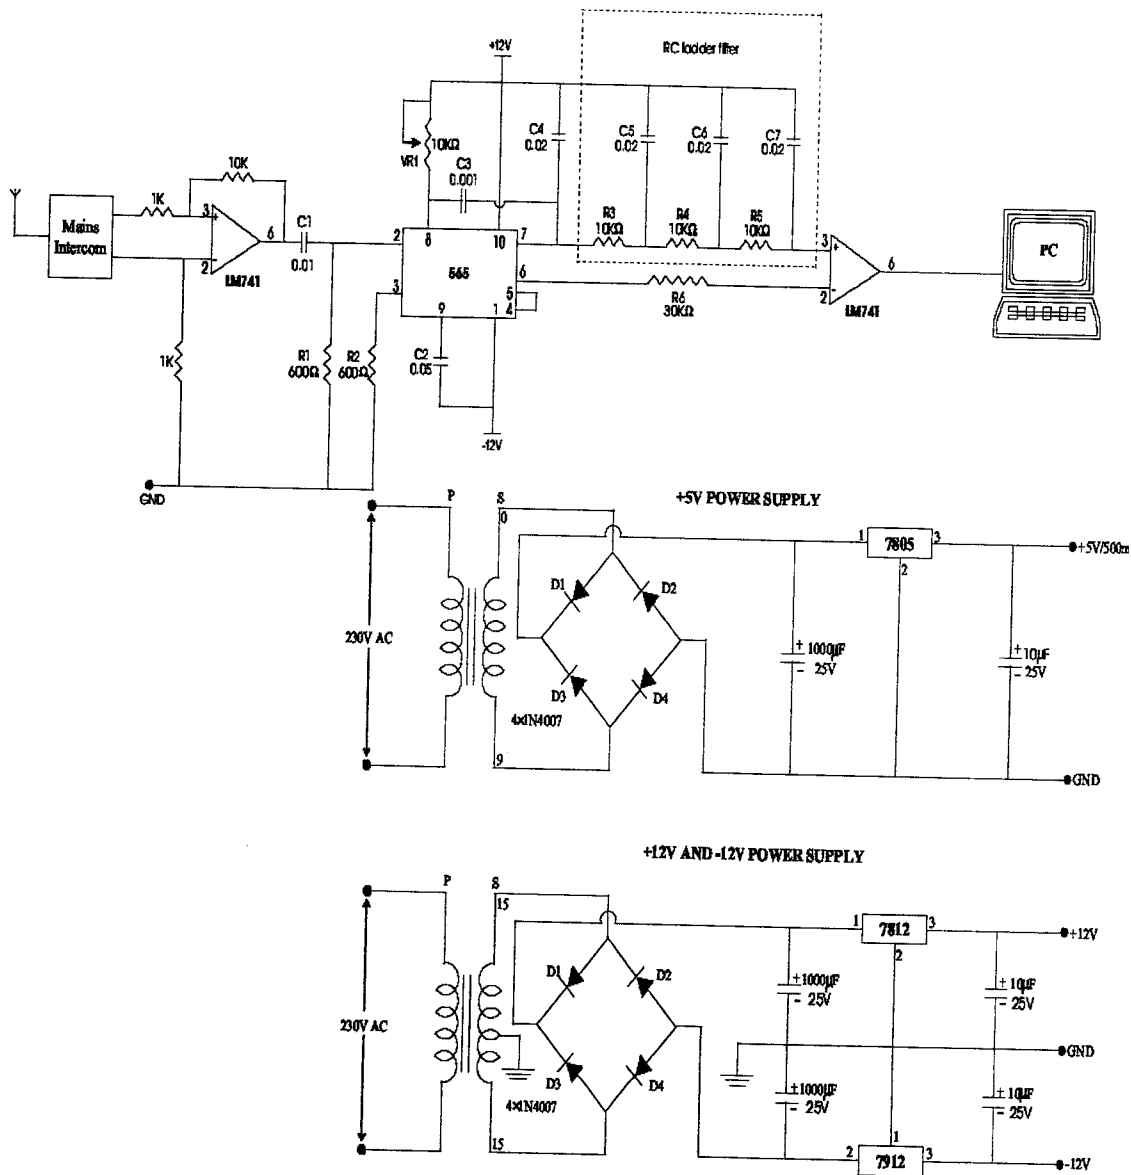 RC ladder filter
+12V
10KΩ
VR1
C3
0.001
C4
0.02
C5
0.02
C6
0.02
C7
0.02
10K
1K
Mains
Intercom
3
+
2
-
6
LM741
C1
0.01
2
3
8
10
7
6
5
4
9
1
565
R3
10KΩ
R4
10KΩ
R5
10KΩ
R6
30KΩ
3
+
2
-
6
LM741
PC
1K
R1
600Ω
R2
600Ω
C2
0.05
-12V
GND
+5V POWER SUPPLY
P
S
0
9
230V AC
D1
D2
D3
D4
4×1N4007
1
7805
3
2
+5V/500m
+ 1000µF
- 25V
+ 10µF
- 25V
GND
+12V AND -12V POWER SUPPLY
P
S
15
15
230V AC
D1
D2
D3
D4
4×1N4007
1
7812
3
2
+12V
+ 1000µF
- 25V
+ 10µF
- 25V
GND
+ 1000µF
- 25V
+ 10µF
- 25V
1
2
7912
3
-12V